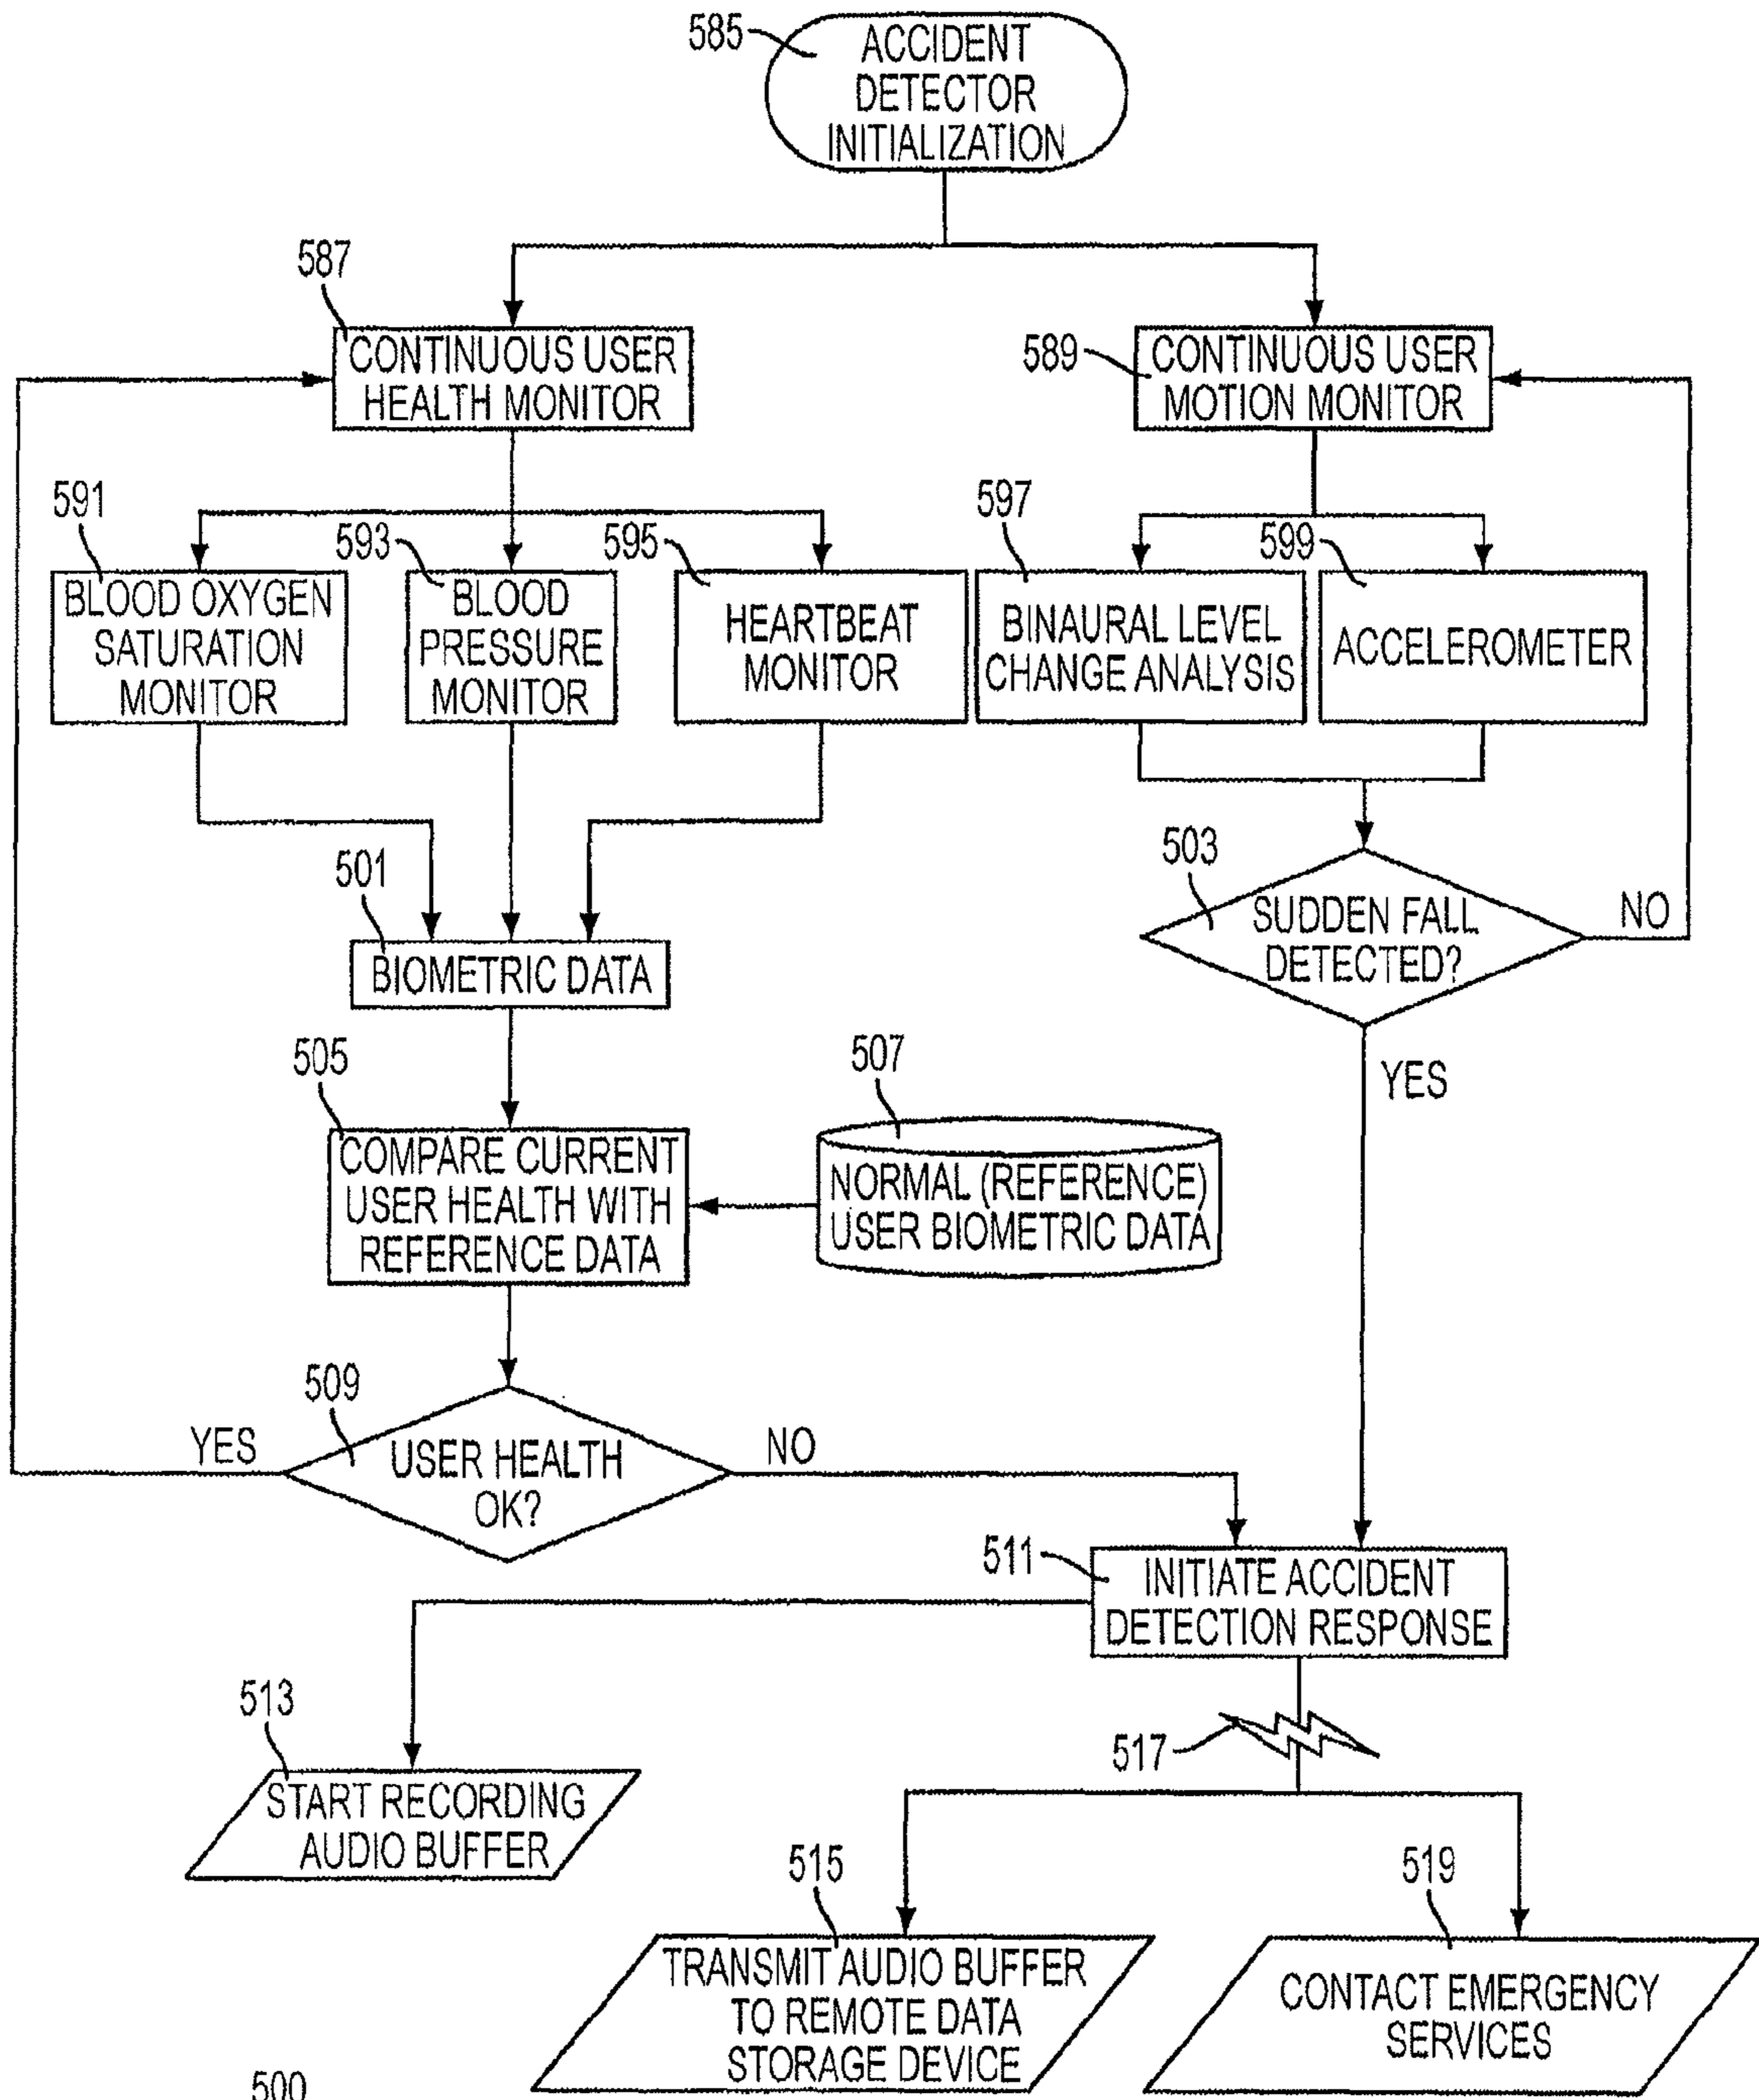 585
ACCIDENT
DETECTOR
INITIALIZATION
587
CONTINUOUS USER
HEALTH MONITOR
589
CONTINUOUS USER
MOTION MONITOR
591
BLOOD OXYGEN
SATURATION
MONITOR
593
BLOOD
PRESSURE
MONITOR
595
HEARTBEAT
MONITOR
597
BINAURAL LEVEL
CHANGE ANALYSIS
599
ACCELEROMETER
501
BIOMETRIC DATA
503
SUDDEN FALL
DETECTED?
NO
YES
505
COMPARE CURRENT
USER HEALTH WITH
REFERENCE DATA
507
NORMAL (REFERENCE)
USER BIOMETRIC DATA
509
USER HEALTH
OK?
YES
NO
511
INITIATE ACCIDENT
DETECTION RESPONSE
513
START RECORDING
AUDIO BUFFER
517
515
TRANSMIT AUDIO BUFFER
TO REMOTE DATA
STORAGE DEVICE
519
CONTACT EMERGENCY
SERVICES
500